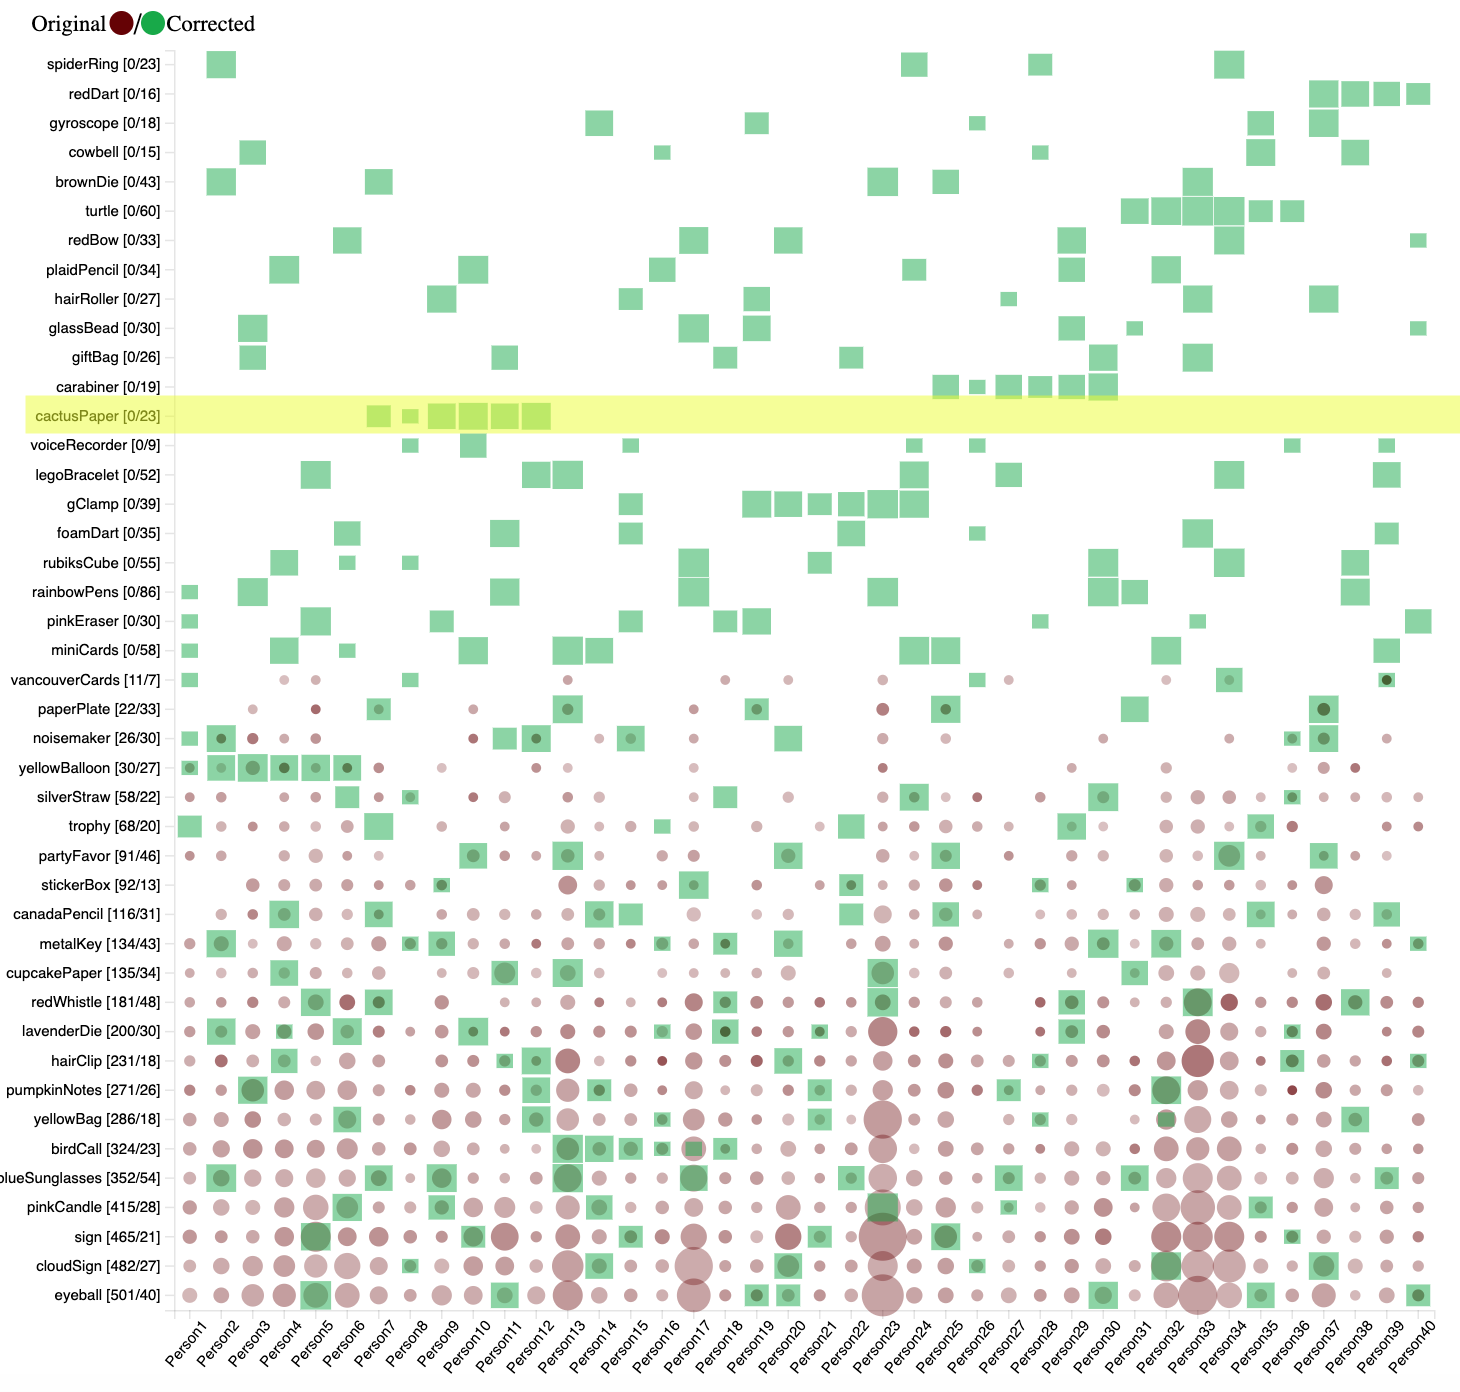 Original / Corrected
spiderRing [0/23]
redDart [0/16]
gyroscope [0/18]
cowbell [0/15]
brownDie [0/43]
turtle [0/60]
redBow [0/33]
plaidPencil [0/34]
hairRoller [0/27]
glassBead [0/30]
giftBag [0/26]
carabiner [0/19]
cactusPaper [0/23]
voiceRecorder [0/9]
legoBracelet [0/52]
gClamp [0/39]
foamDart [0/35]
rubiksCube [0/55]
rainbowPens [0/86]
pinkEraser [0/30]
miniCards [0/58]
vancouverCards [11/7]
paperPlate [22/33]
noisemaker [26/30]
yellowBalloon [30/27]
silverStraw [58/22]
trophy [68/20]
partyFavor [91/46]
stickerBox [92/13]
canadaPencil [116/31]
metalKey [134/43]
cupcakePaper [135/34]
redWhistle [181/48]
lavenderDie [200/30]
hairClip [231/18]
pumpkinNotes [271/26]
yellowBag [286/18]
birdCall [324/23]
blueSunglasses [352/54]
pinkCandle [415/28]
sign [465/21]
cloudSign [482/27]
eyeball [501/40]
Person1 Person2 Person3 Person4 Person5 Person6 Person7 Person8 Person9 Person10 Person11 Person12 Person13 Person14 Person15 Person16 Person17 Person18 Person19 Person20 Person21 Person22 Person23 Person24 Person25 Person26 Person27 Person28 Person29 Person30 Person31 Person32 Person33 Person34 Person35 Person36 Person37 Person38 Person39 Person40